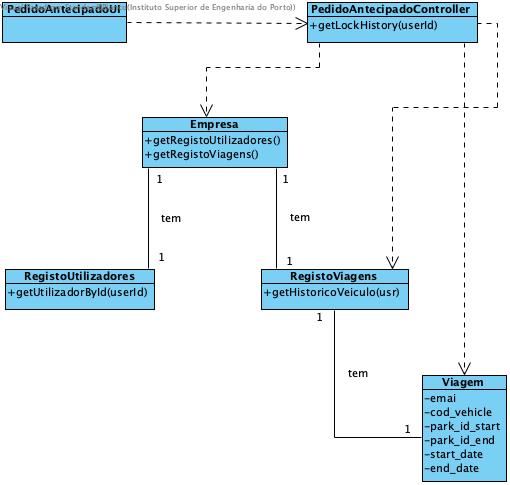 (Instituto Superior de Engenharia do Porto))
PedidoAntecipadoUI
PedidoAntecipadoController
+getLockHistory(userId)
Empresa
+getRegistoUtilizadores()
+getRegistoViagens()
1
1
tem
tem
1
1
RegistoUtilizadores
+getUtilizadorById(userId)
RegistoViagens
+getHistoricoVeiculo(usr)
1
tem
1
Viagem
-emai
-cod_vehicle
-park_id_start
-park_id_end
-start_date
-end_date